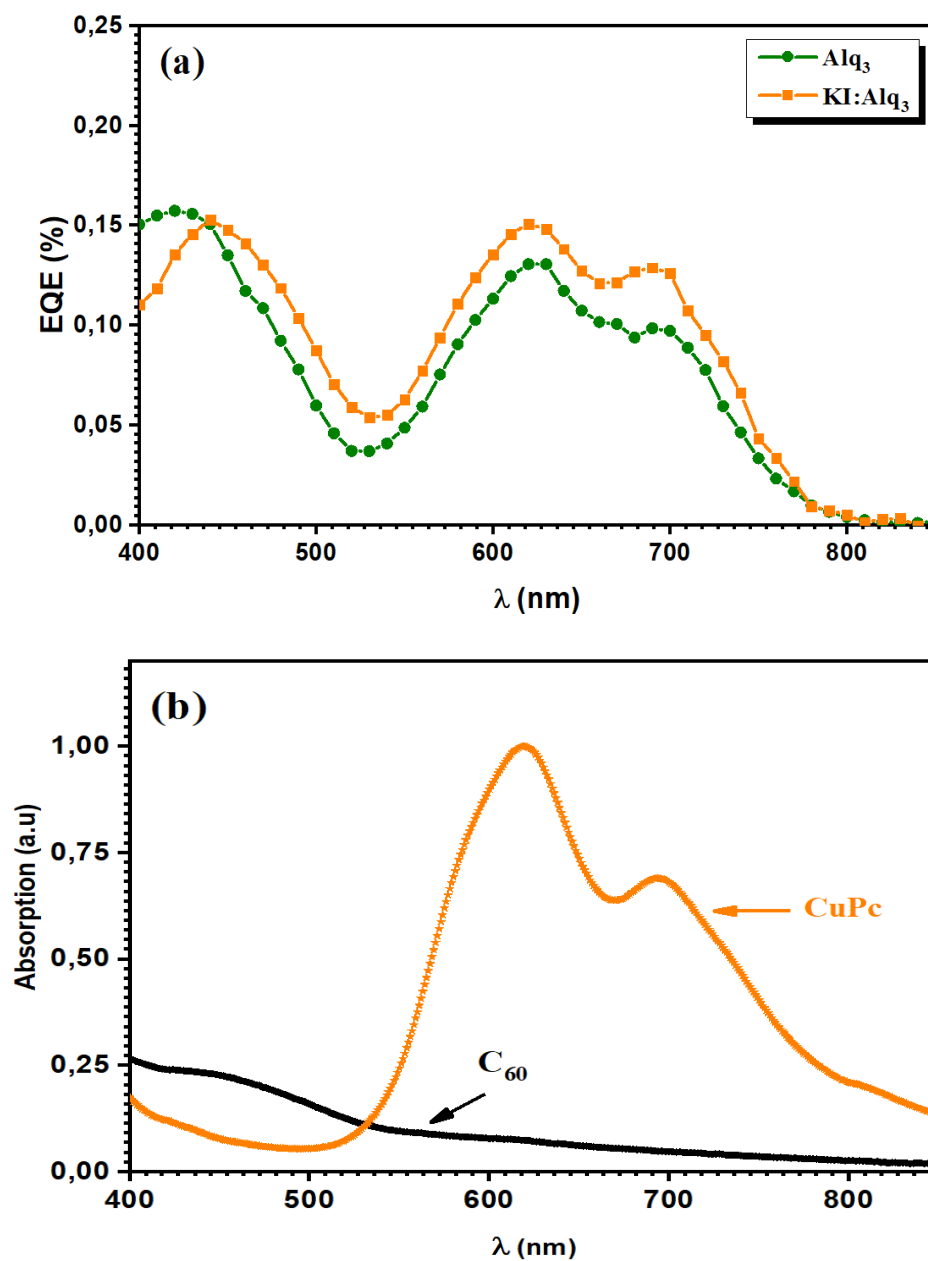 (a)
Alq₃
KI:Alq₃
EQE (%)
0,25
0,20
0,15
0,10
0,05
0,00
400 500 600 700 800
λ (nm)
(b)
Absorption (a.u)
1,00
0,75
0,50
0,25
0,00
CuPc
C₆₀
400 500 600 700 800
λ (nm)